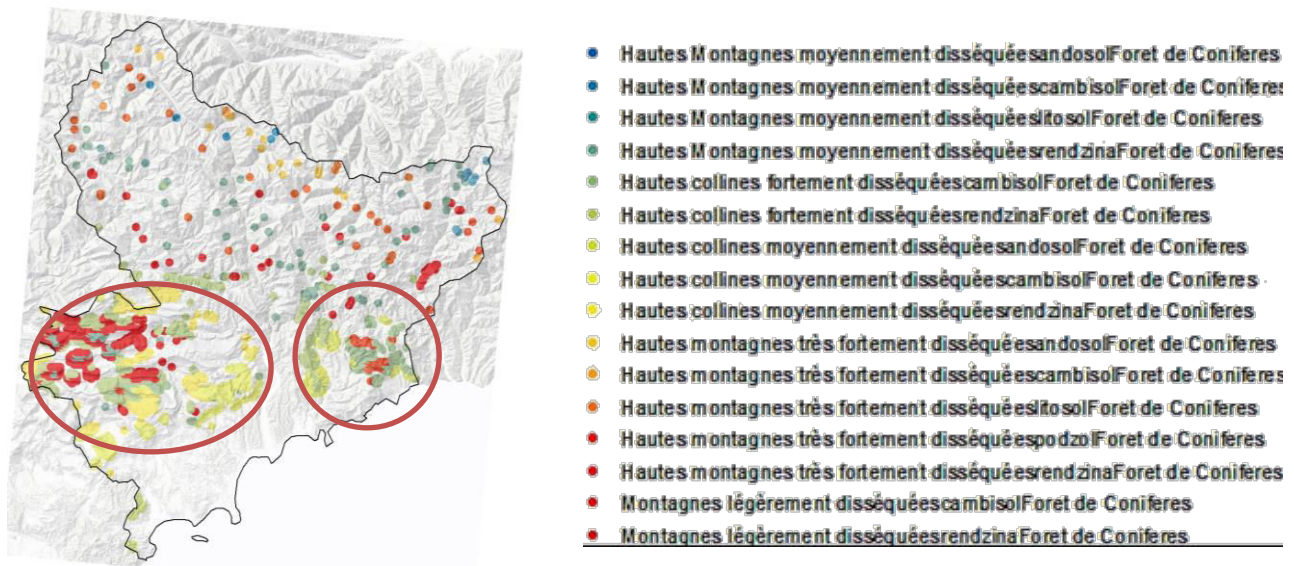 Hautes Montagnes moyennement disséquéesandosolForet de Coniferes
Hautes Montagnes moyennement disséquéescambisolForet de Coniferes
Hautes Montagnes moyennement disséquéeslitosolForet de Coniferes
Hautes Montagnes moyennement disséquéesrendzinaForet de Coniferes
Hautes collines fortement disséquéescambisolForet de Coniferes
Hautes collines fortement disséquéesrendzinaForet de Coniferes
Hautes collines moyennement disséquéesandosolForet de Coniferes
Hautes collines moyennement disséquéescambisolForet de Coniferes
Hautes collines moyennement disséquéesrendzinaForet de Coniferes
Hautes montagnes très fortement disséquéesandosolForet de Coniferes
Hautes montagnes très fortement disséquéescambisolForet de Coniferes
Hautes montagnes très fortement disséquéeslitosolForet de Coniferes
Hautes montagnes très fortement disséquéespodzolForet de Coniferes
Hautes montagnes très fortement disséquéesrendzinaForet de Coniferes
Montagnes légèrement disséquéescambisolForet de Coniferes
Montagnes légèrement disséquéesrendzinaForet de Coniferes